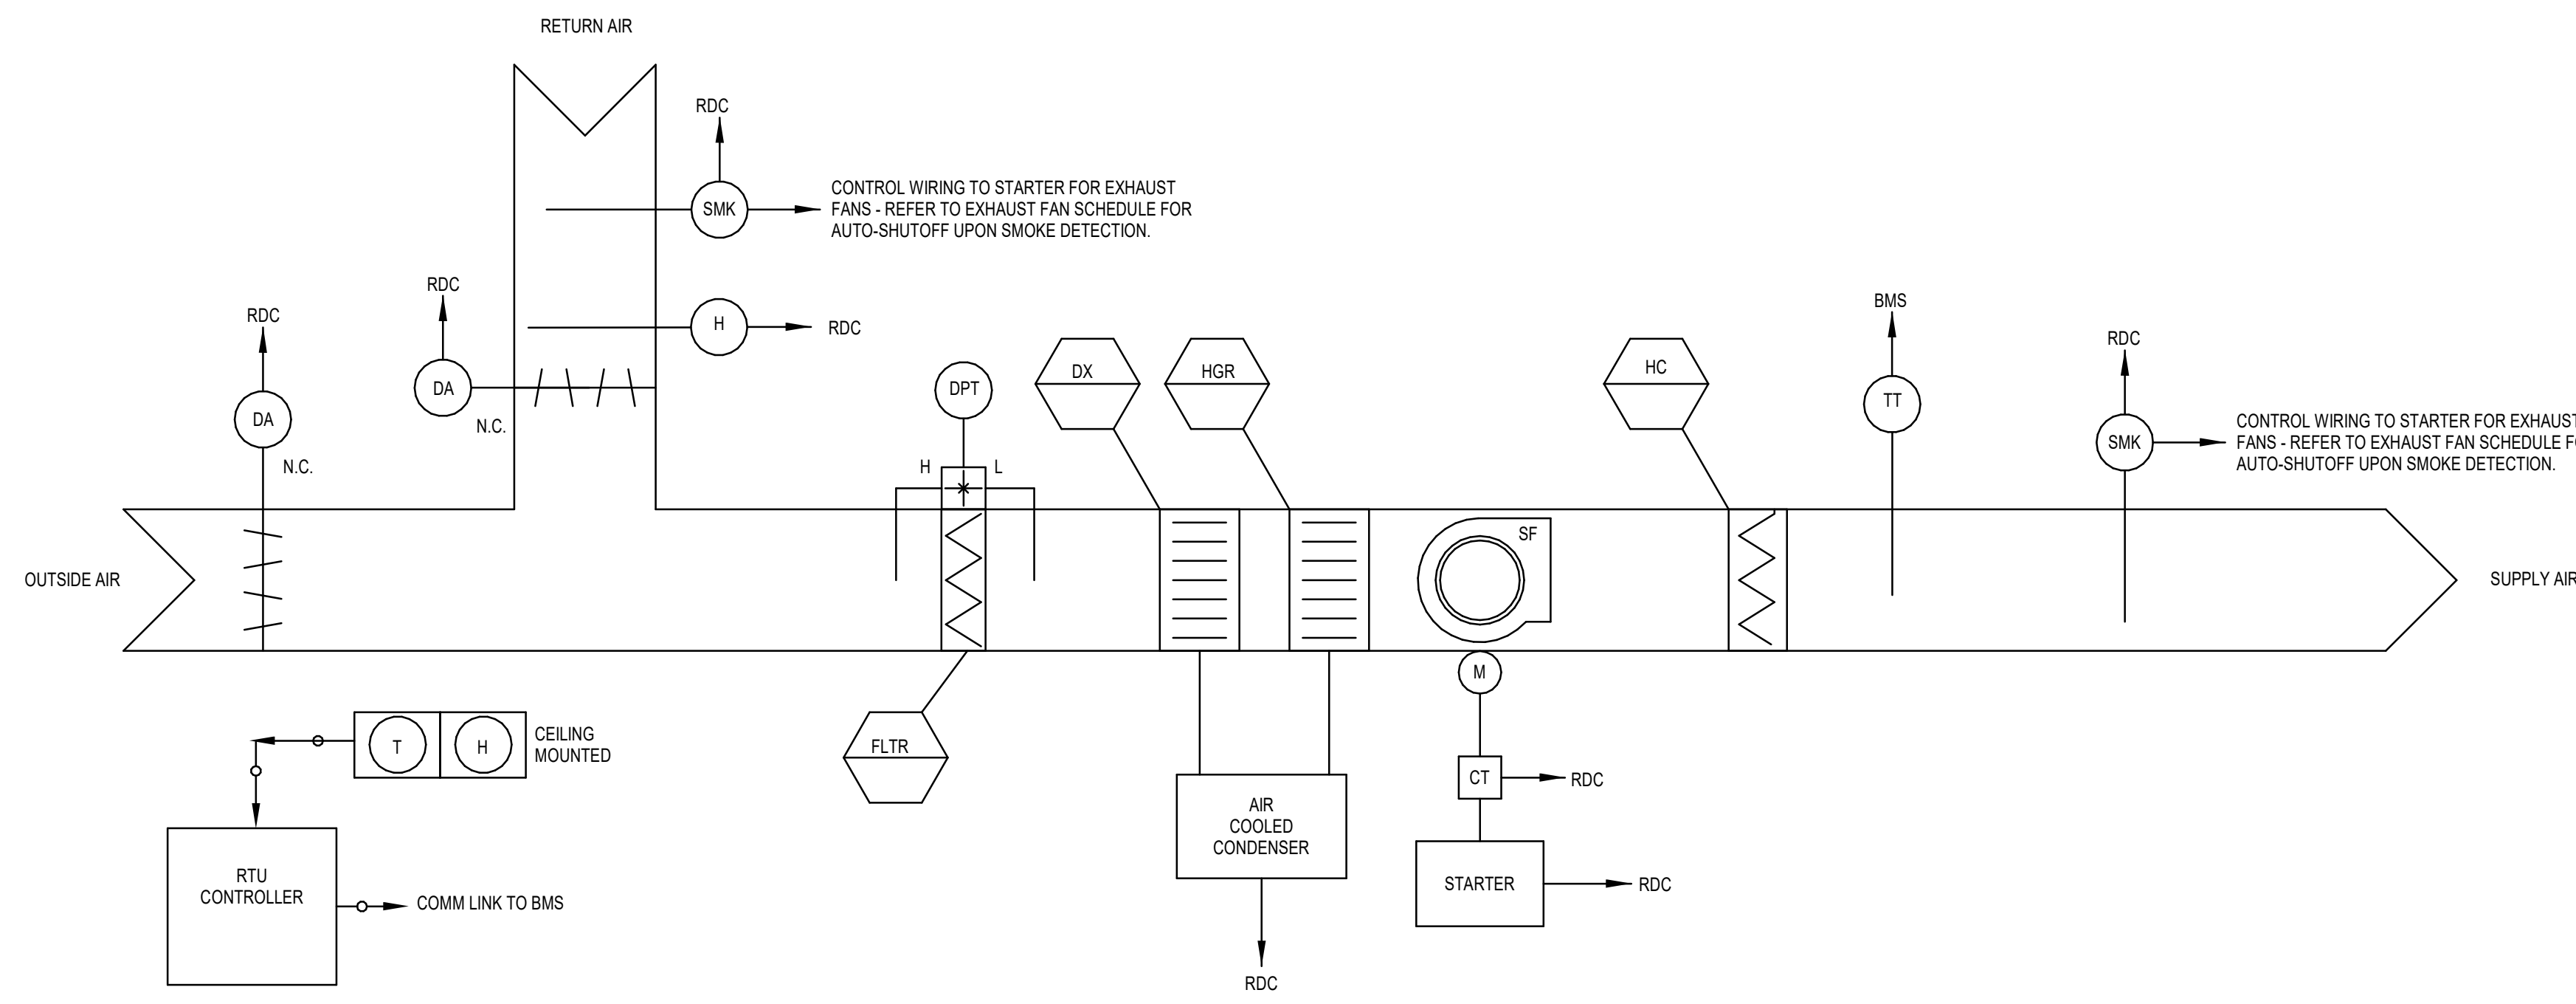 RETURN AIR
RDC
SMK
CONTROL WIRING TO STARTER FOR EXHAUST
FANS - REFER TO EXHAUST FAN SCHEDULE FOR
AUTO-SHUTOFF UPON SMOKE DETECTION.
RDC
H
RDC
DA
N.C.
RDC
DA
N.C.
DPT
H
L
DX
HGR
HC
BMS
TT
RDC
SMK
CONTROL WIRING TO STARTER FOR EXHAUST
FANS - REFER TO EXHAUST FAN SCHEDULE FO
AUTO-SHUTOFF UPON SMOKE DETECTION.
OUTSIDE AIR
SF
SUPPLY AIR
M
T
H
CEILING
MOUNTED
FLTR
CT
RDC
AIR
COOLED
CONDENSER
RTU
CONTROLLER
COMM LINK TO BMS
STARTER
RDC
RDC